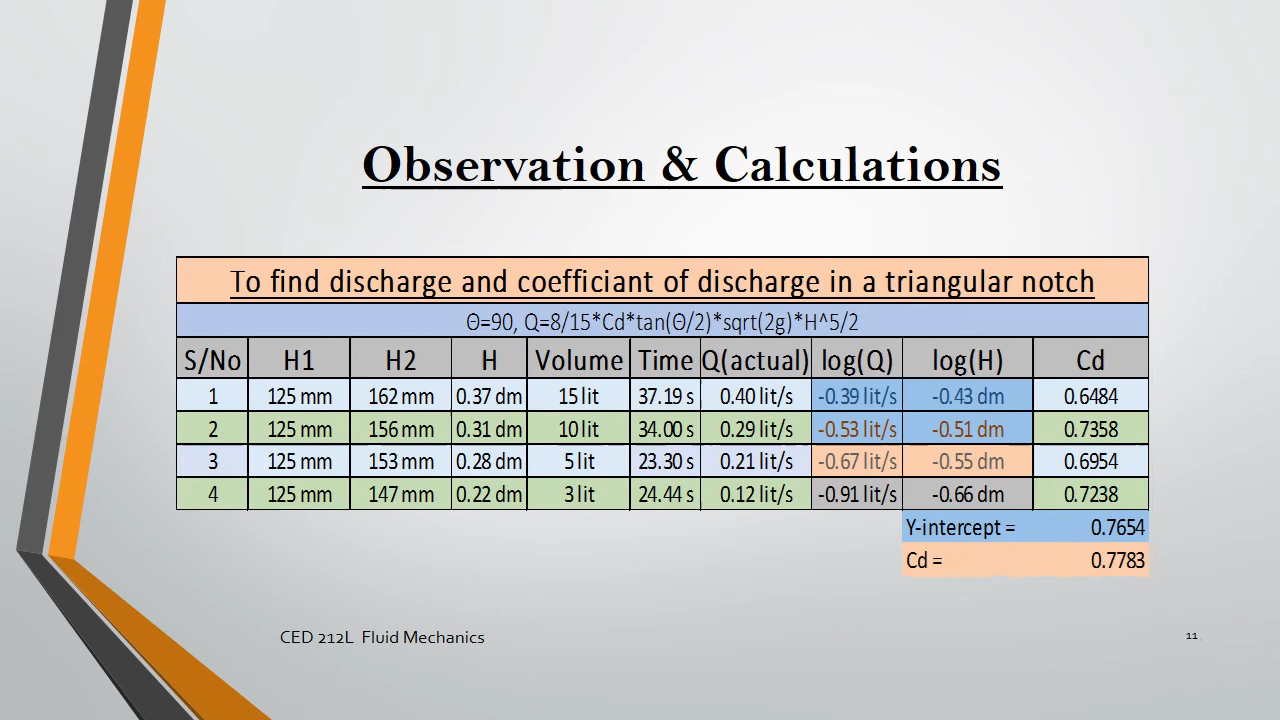 Observation & Calculations
To find discharge and coefficiant of discharge in a triangular notch
Θ=90, Q=8/15*Cd*tan(Θ/2)*sqrt(2g)*H^5/2
S/No H1 H2 H Volume Time Q(actual) log(Q) log(H) Cd
1 125 mm 162 mm 0.37 dm 15 lit 37.19 s 0.40 lit/s -0.39 lit/s -0.43 dm 0.6484
2 125 mm 156 mm 0.31 dm 10 lit 34.00 s 0.29 lit/s -0.53 lit/s -0.51 dm 0.7358
3 125 mm 153 mm 0.28 dm 5 lit 23.30 s 0.21 lit/s -0.67 lit/s -0.55 dm 0.6954
4 125 mm 147 mm 0.22 dm 3 lit 24.44 s 0.12 lit/s -0.91 lit/s -0.66 dm 0.7238
Y-intercept = 0.7654
Cd = 0.7783
CED 212L Fluid Mechanics
11